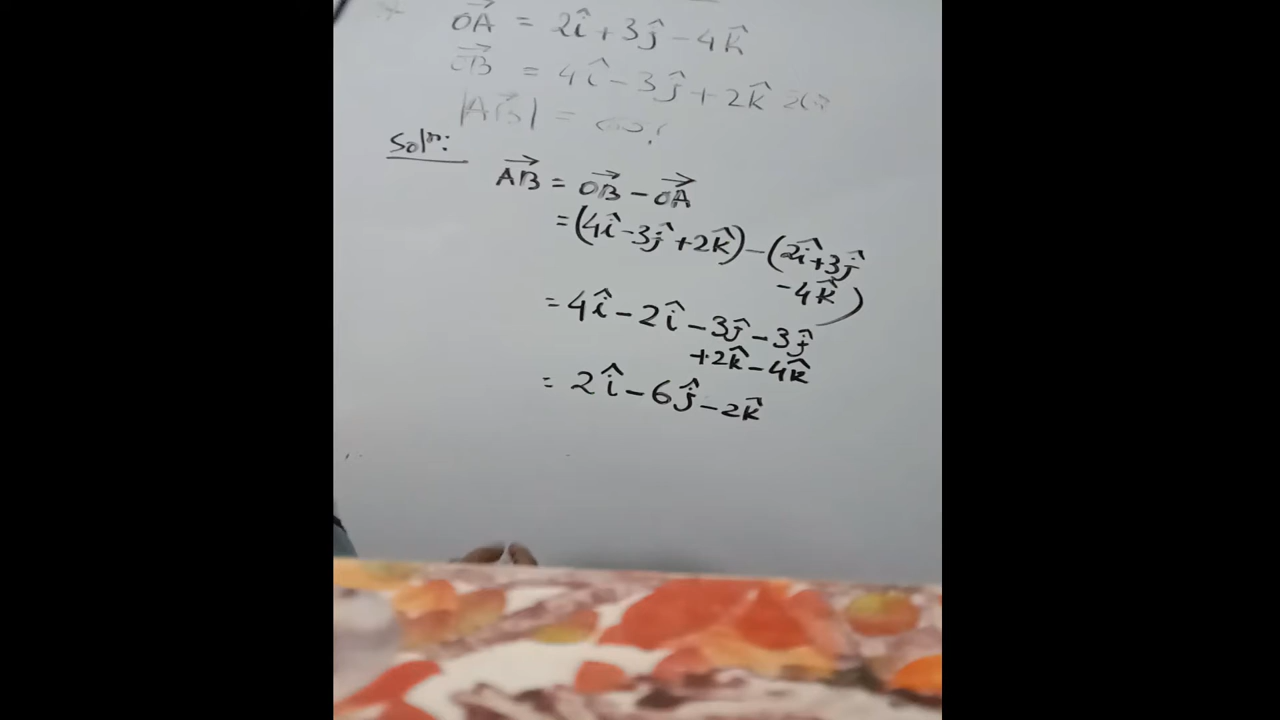 OA⃗ = 2î + 3ĵ - 4k̂
OB⃗ = 4î - 3ĵ + 2k̂
|AB⃗| =
Solⁿ:
AB⃗ = OB⃗ - OA⃗
= (4î - 3ĵ + 2k̂) - (2î + 3ĵ
- 4k̂)
= 4î - 2î - 3ĵ - 3ĵ
+ 2k̂ - 4k̂
= 2î - 6ĵ - 2k̂